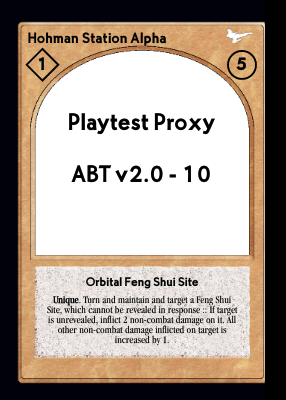 Hohman Station Alpha
1
5
Playtest Proxy
ABT v2.0 - 10
Orbital Feng Shui Site
Unique. Turn and maintain and target a Feng Shui
Site, which cannot be revealed in response :: If target
is unrevealed, inflict 2 non-combat damage on it. All
other non-combat damage inflicted on target is
increased by 1.